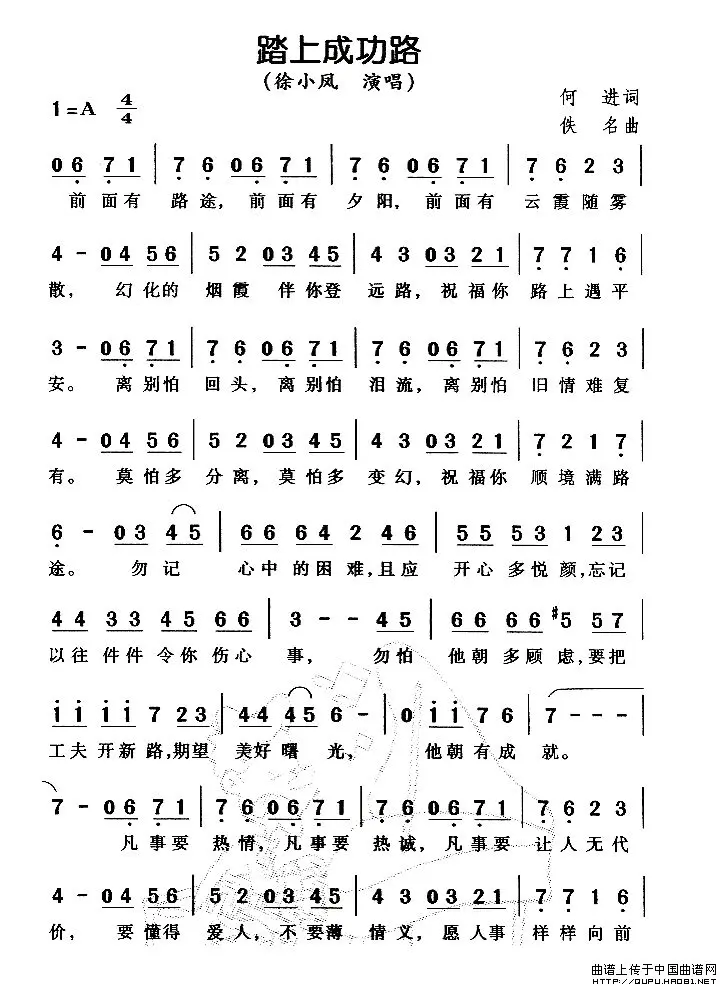 踏上成功路
(徐小凤 演唱)
1=A 4/4
何 进词
佚 名曲
0 6 7 1 | 7 6 0 6 7 1 | 7 6 0 6 7 1 | 7 6 2 3
前面有 路途，前面有 夕阳，前面有 云霞随雾
4 - 0 4 5 6 | 5 2 0 3 4 5 | 4 3 0 3 2 1 | 7 7 1 6
散， 幻化的 烟霞 伴你登 远路，祝福你 路上遇平
3 - 0 6 7 1 | 7 6 0 6 7 1 | 7 6 0 6 7 1 | 7 6 2 3
安。 离别怕 回头，离别怕 泪流，离别怕 旧情难复
4 - 0 4 5 6 | 5 2 0 3 4 5 | 4 3 0 3 2 1 | 7 2 1 7
有。 莫怕多 分离，莫怕多 变幻，祝福你 顺境满路
6 - 0 3 4 5 | 6 6 6 4 2 4 6 | 5 5 5 3 1 2 3
途。 勿记 心中的困难，且应 开心多悦颜，忘记
4 4 3 3 4 5 6 6 | 3 - - 4 5 | 6 6 6 6 #5 5 7
以往件件令你伤心 事， 勿怕 他朝多顾虑，要把
1 1 1 1 7 2 3 | 4 4 4 5 6 - | 0 1 1 7 6 | 7 - - -
工夫开新路，期望 美好曙光， 他朝有成 就。
7 - 0 6 7 1 | 7 6 0 6 7 1 | 7 6 0 6 7 1 | 7 6 2 3
凡事要 热情，凡事要 热诚，凡事要 让人无代
4 - 0 4 5 6 | 5 2 0 3 4 5 | 4 3 0 3 2 1 | 7 7 1 6
价， 要懂得 爱人，不要薄 情义，愿人事 样样向前
曲谱上传于中国曲谱网
HTTP://QUPU.HAO81.NET